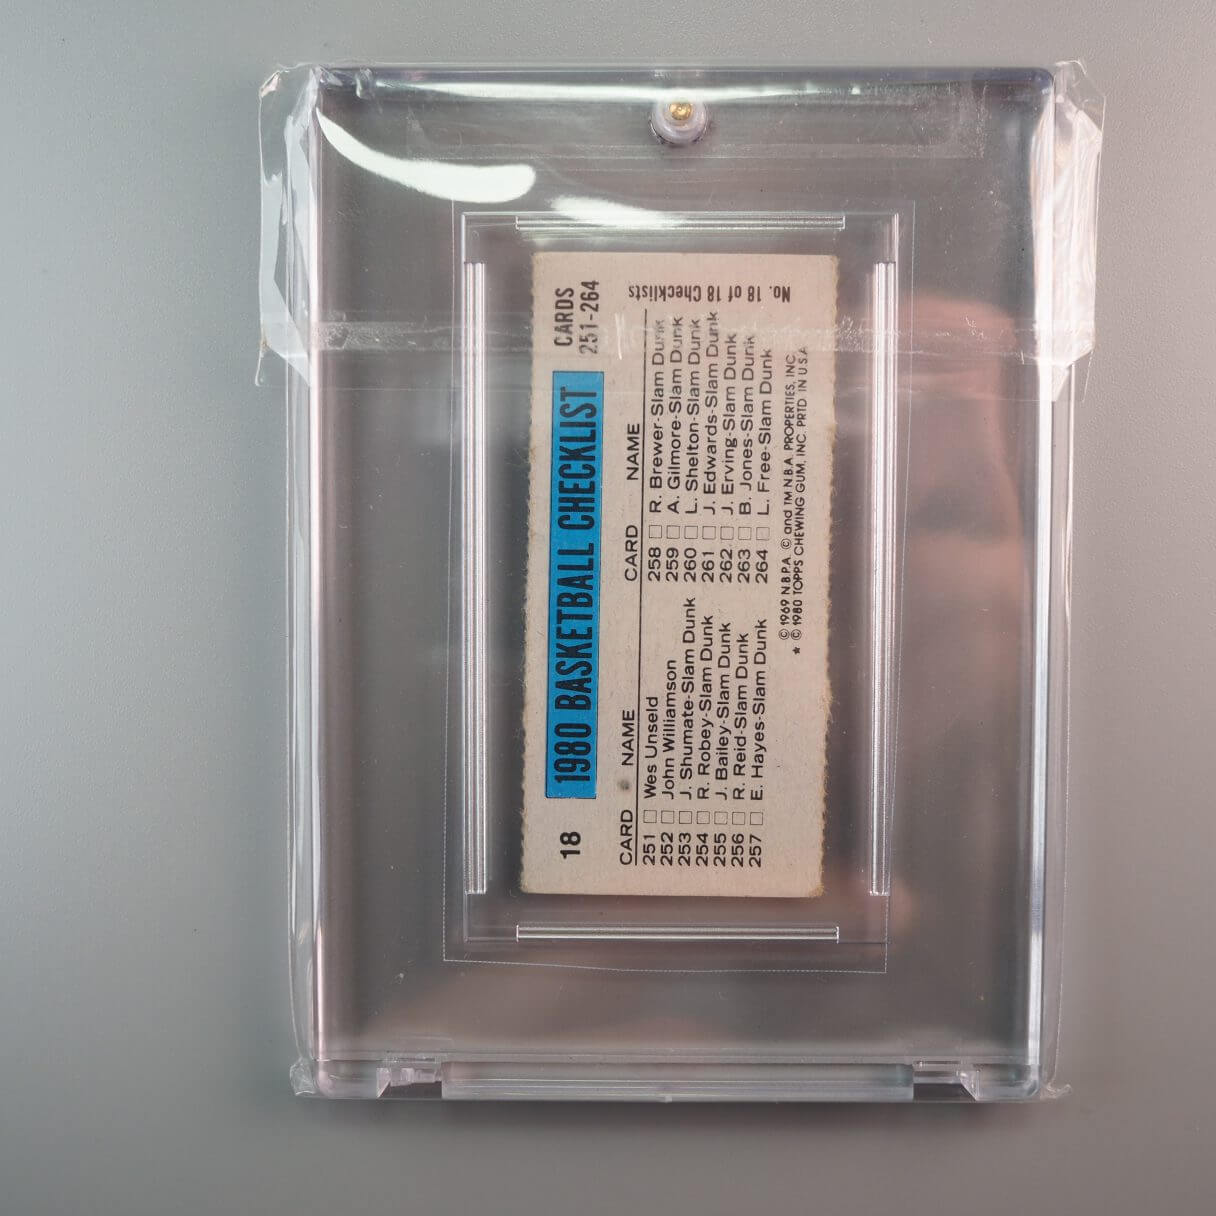 18 1980 BASKETBALL CHECKLIST CARDS 251-264
CARD NAME CARD NAME
251 □ Wes Unseld 258 □ R. Brewer-Slam Dunk
252 □ John Williamson 259 □ A. Gilmore-Slam Dunk
253 □ J. Shumate-Slam Dunk 260 □ L. Shelton-Slam Dunk
254 □ R. Robey-Slam Dunk 261 □ J. Edwards-Slam Dunk
255 □ J. Bailey-Slam Dunk 262 □ J. Erving-Slam Dunk
256 □ R. Reid-Slam Dunk 263 □ B. Jones-Slam Dunk
257 □ E. Hayes-Slam Dunk 264 □ L. Free-Slam Dunk
© 1969 N.B.P.A. © and TM N.B.A. PROPERTIES, INC
★ © 1980 TOPPS CHEWING GUM, INC. PRTD IN U.S.A
No. 18 of 18 Checklists